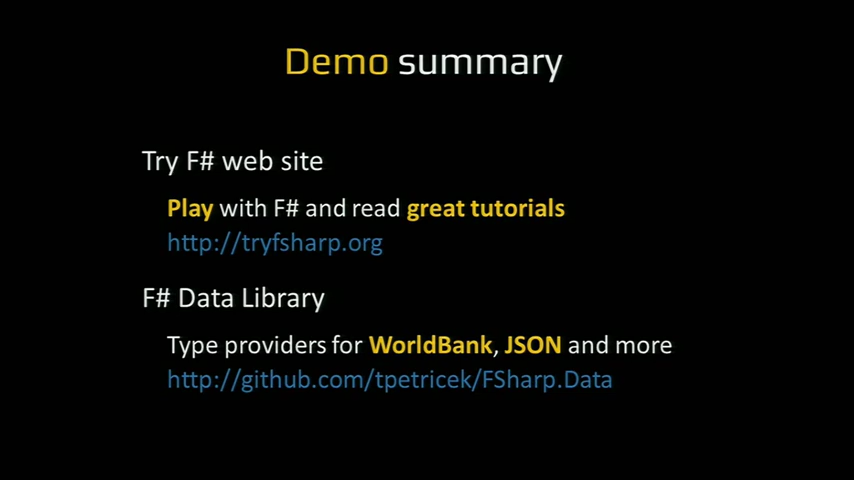 Demo summary
Try F# web site
Play with F# and read great tutorials
http://tryfsharp.org
F# Data Library
Type providers for WorldBank, JSON and more
http://github.com/tpetricek/FSharp.Data